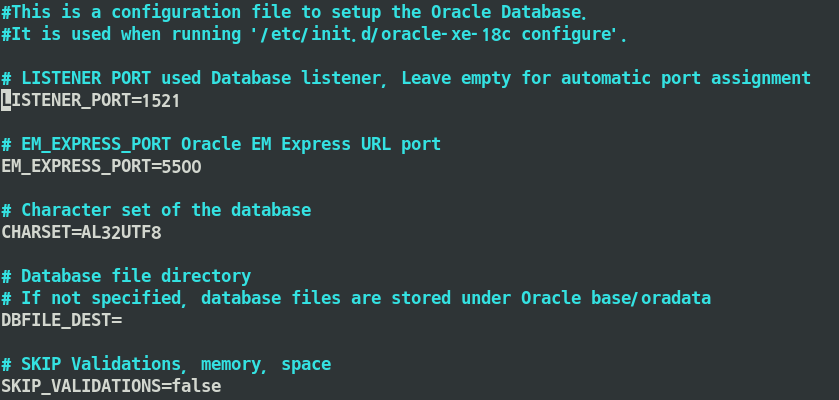 #This is a configuration file to setup the Oracle Database.
#It is used when running '/etc/init.d/oracle-xe-18c configure'.
# LISTENER PORT used Database listener, Leave empty for automatic port assignment
LISTENER_PORT=1521
# EM_EXPRESS_PORT Oracle EM Express URL port
EM_EXPRESS_PORT=5500
# Character set of the database
CHARSET=AL32UTF8
# Database file directory
# If not specified, database files are stored under Oracle base/oradata
DBFILE_DEST=
# SKIP Validations, memory, space
SKIP_VALIDATIONS=false